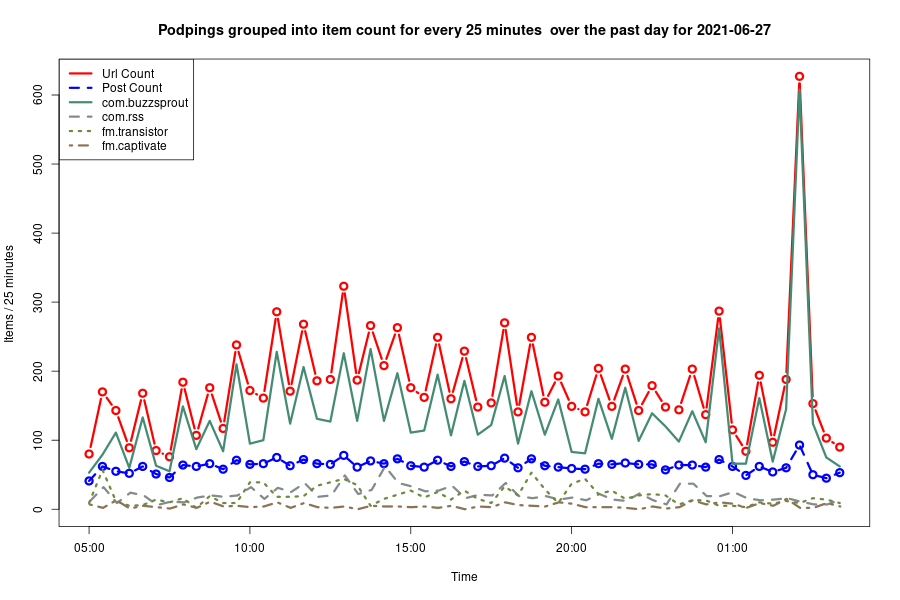 Podpings grouped into item count for every 25 minutes  over the past day for 2021-06-27
Url Count
Post Count
com.buzzsprout
com.rss
fm.transistor
fm.captivate
Items / 25 minutes
600
500
400
300
200
100
0
05:00 10:00 15:00 20:00 01:00
Time